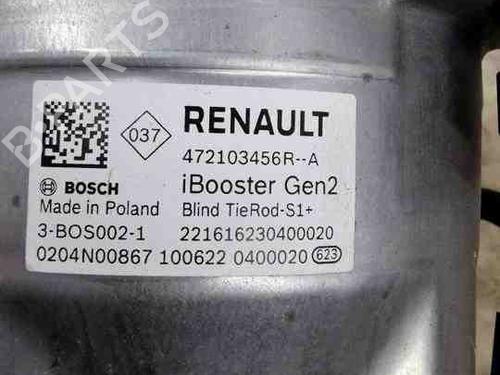 B-PARTS
037
RENAULT
472103456R--A
BOSCH
iBooster Gen2
Made in Poland
Blind TieRod-S1+
3-BOS002-1
221616230400020
0204N00867 100622 0400020 623